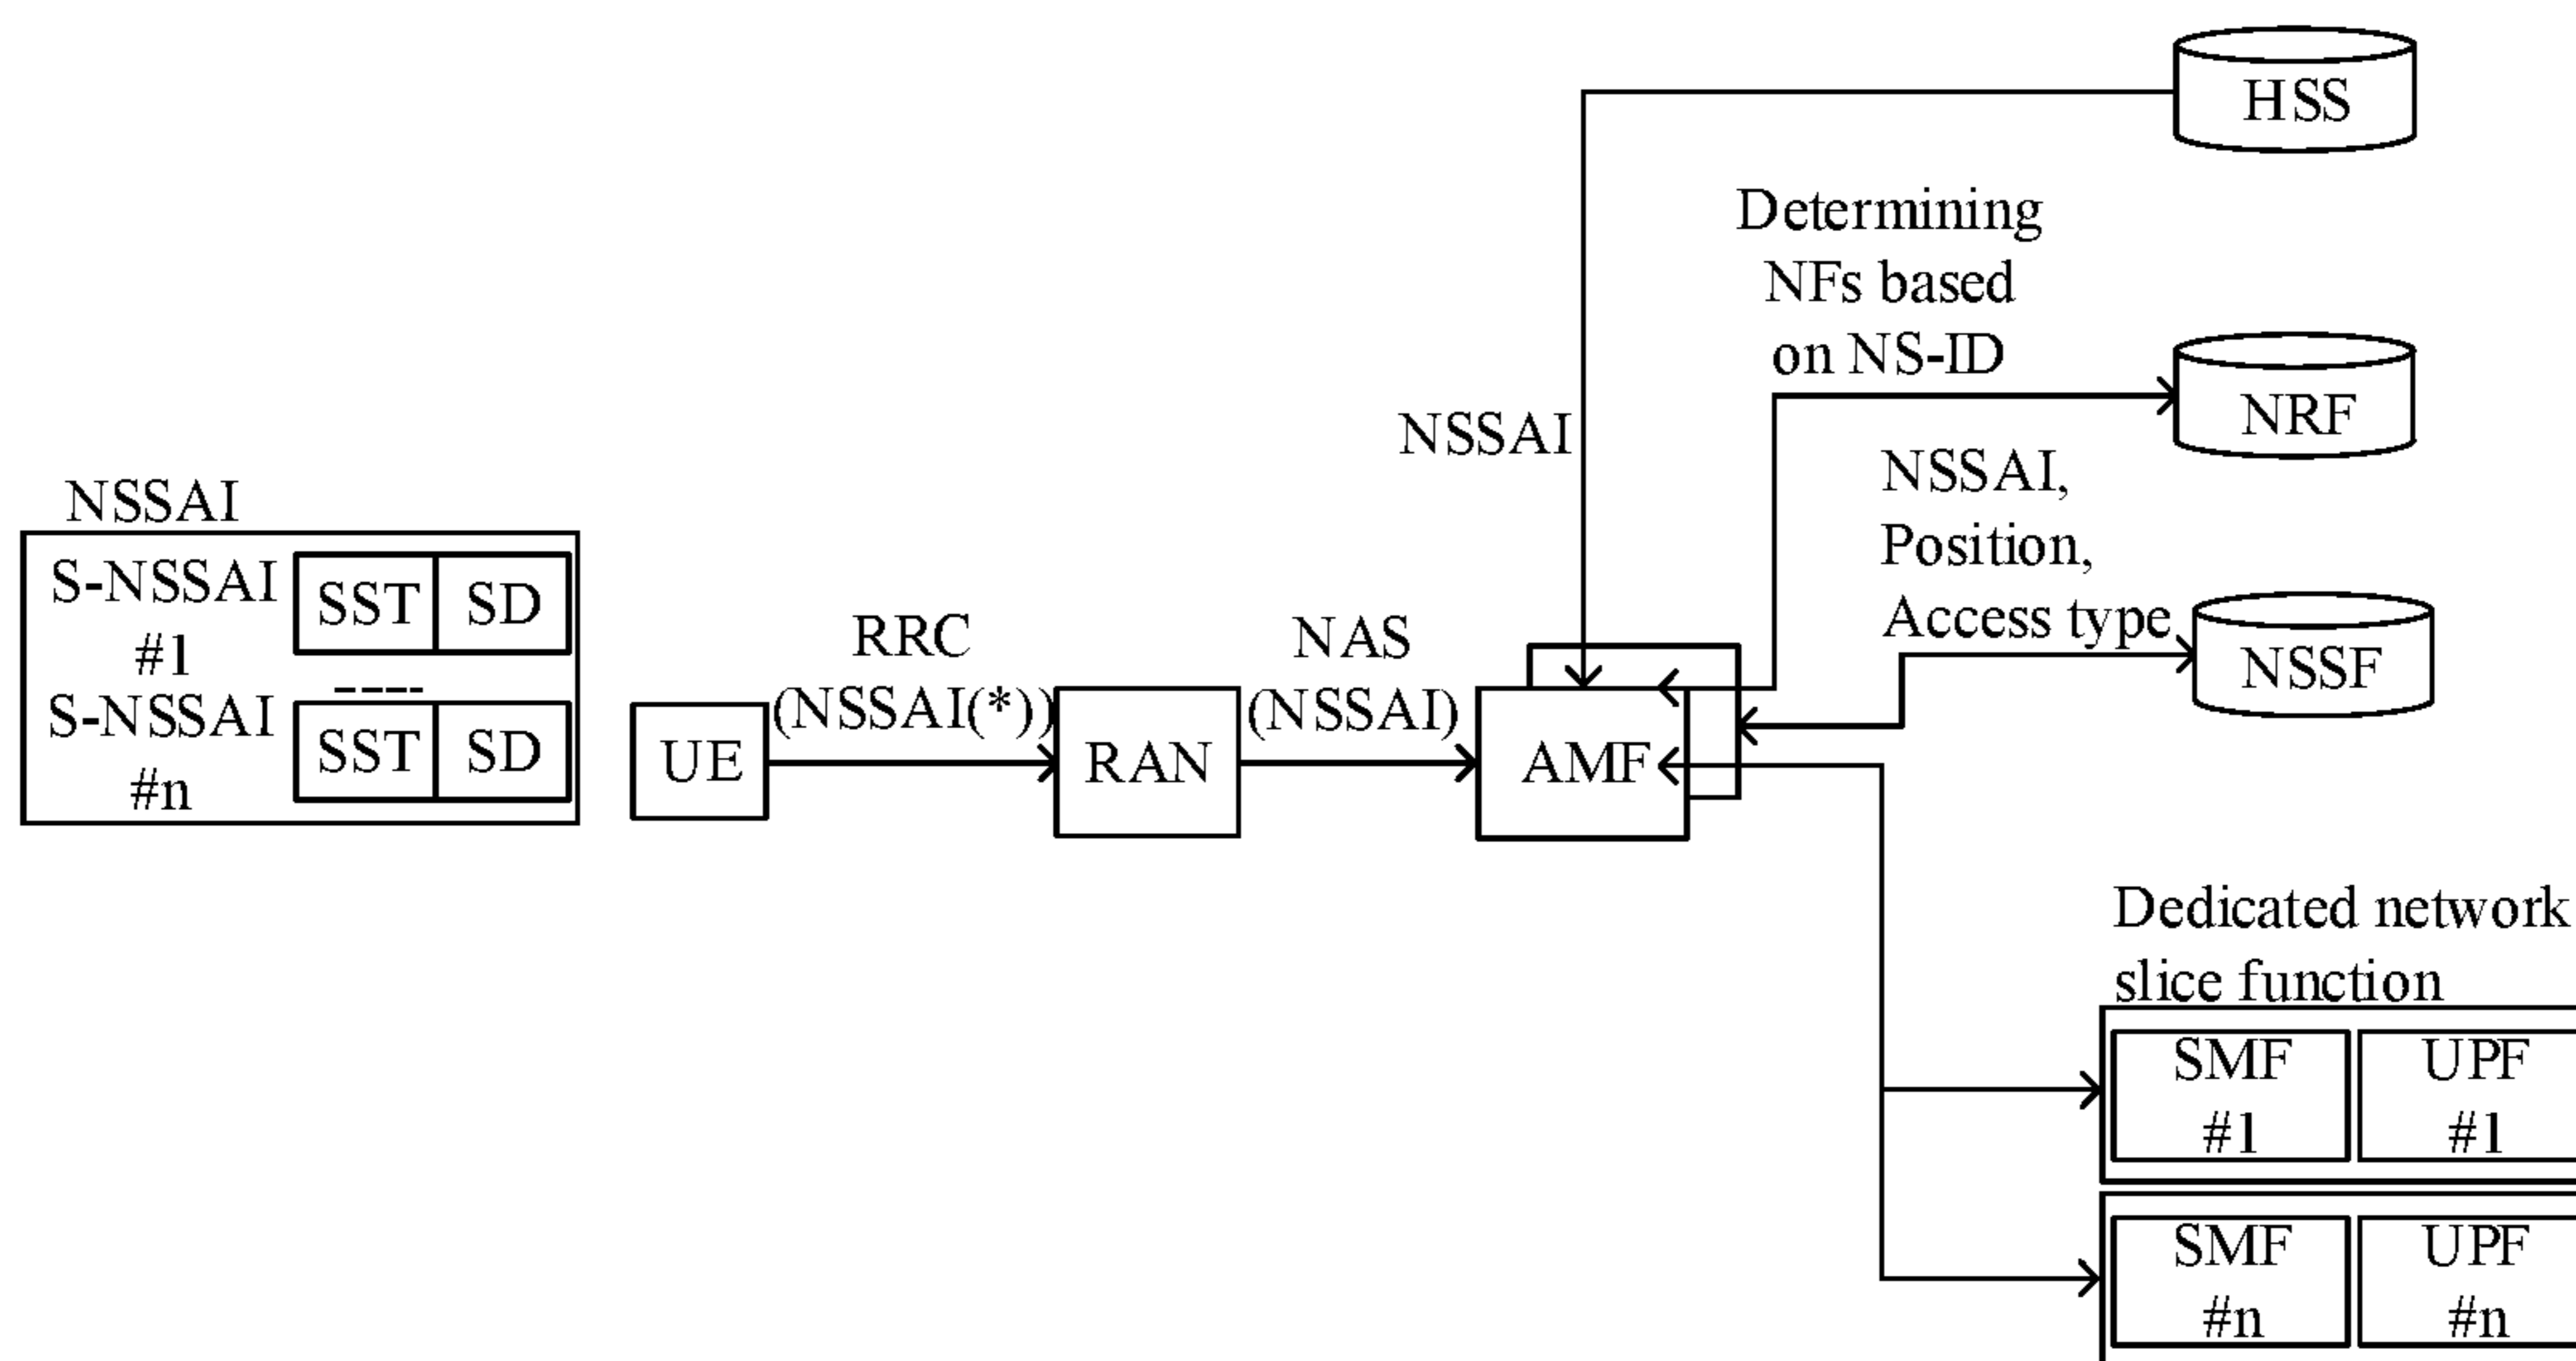 HSS
Determining
NFs based
on NS-ID
NRF
NSSAI
NSSAI,
Position,
Access type
NSSF
NSSAI
S-NSSAI
#1
SST SD
S-NSSAI
#n
SST SD
UE
RRC
(NSSAI(*))
RAN
NAS
(NSSAI)
AMF
Dedicated network
slice function
SMF
#1
UPF
#1
SMF
#n
UPF
#n